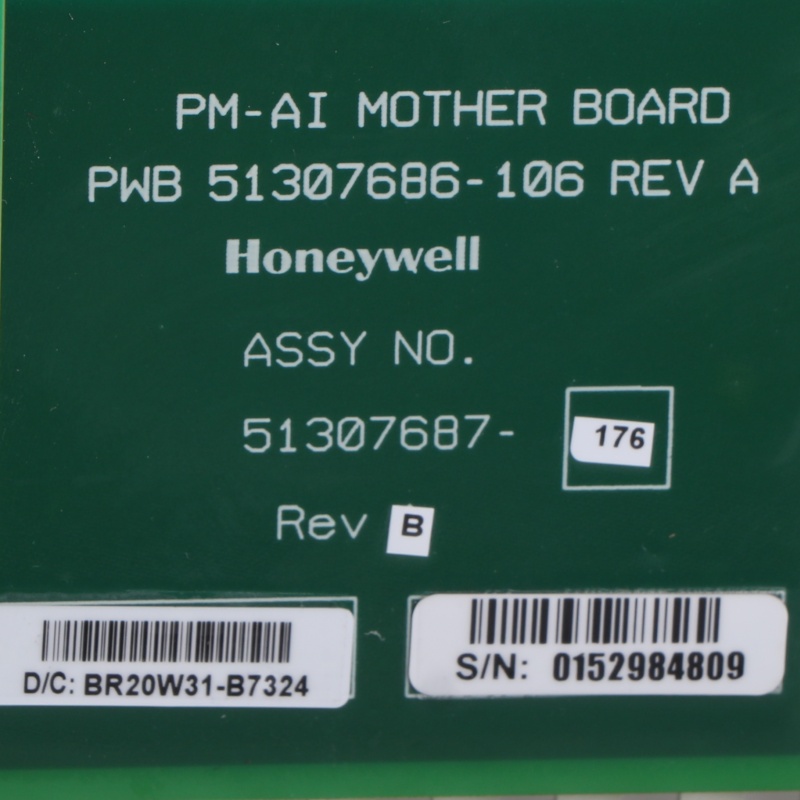 PM-AI MOTHER BOARD
PWB 51307686-106 REV A
Honeywell
ASSY NO.
51307687- 176
Rev B
D/C: BR20W31-B7324
S/N: 0152984809